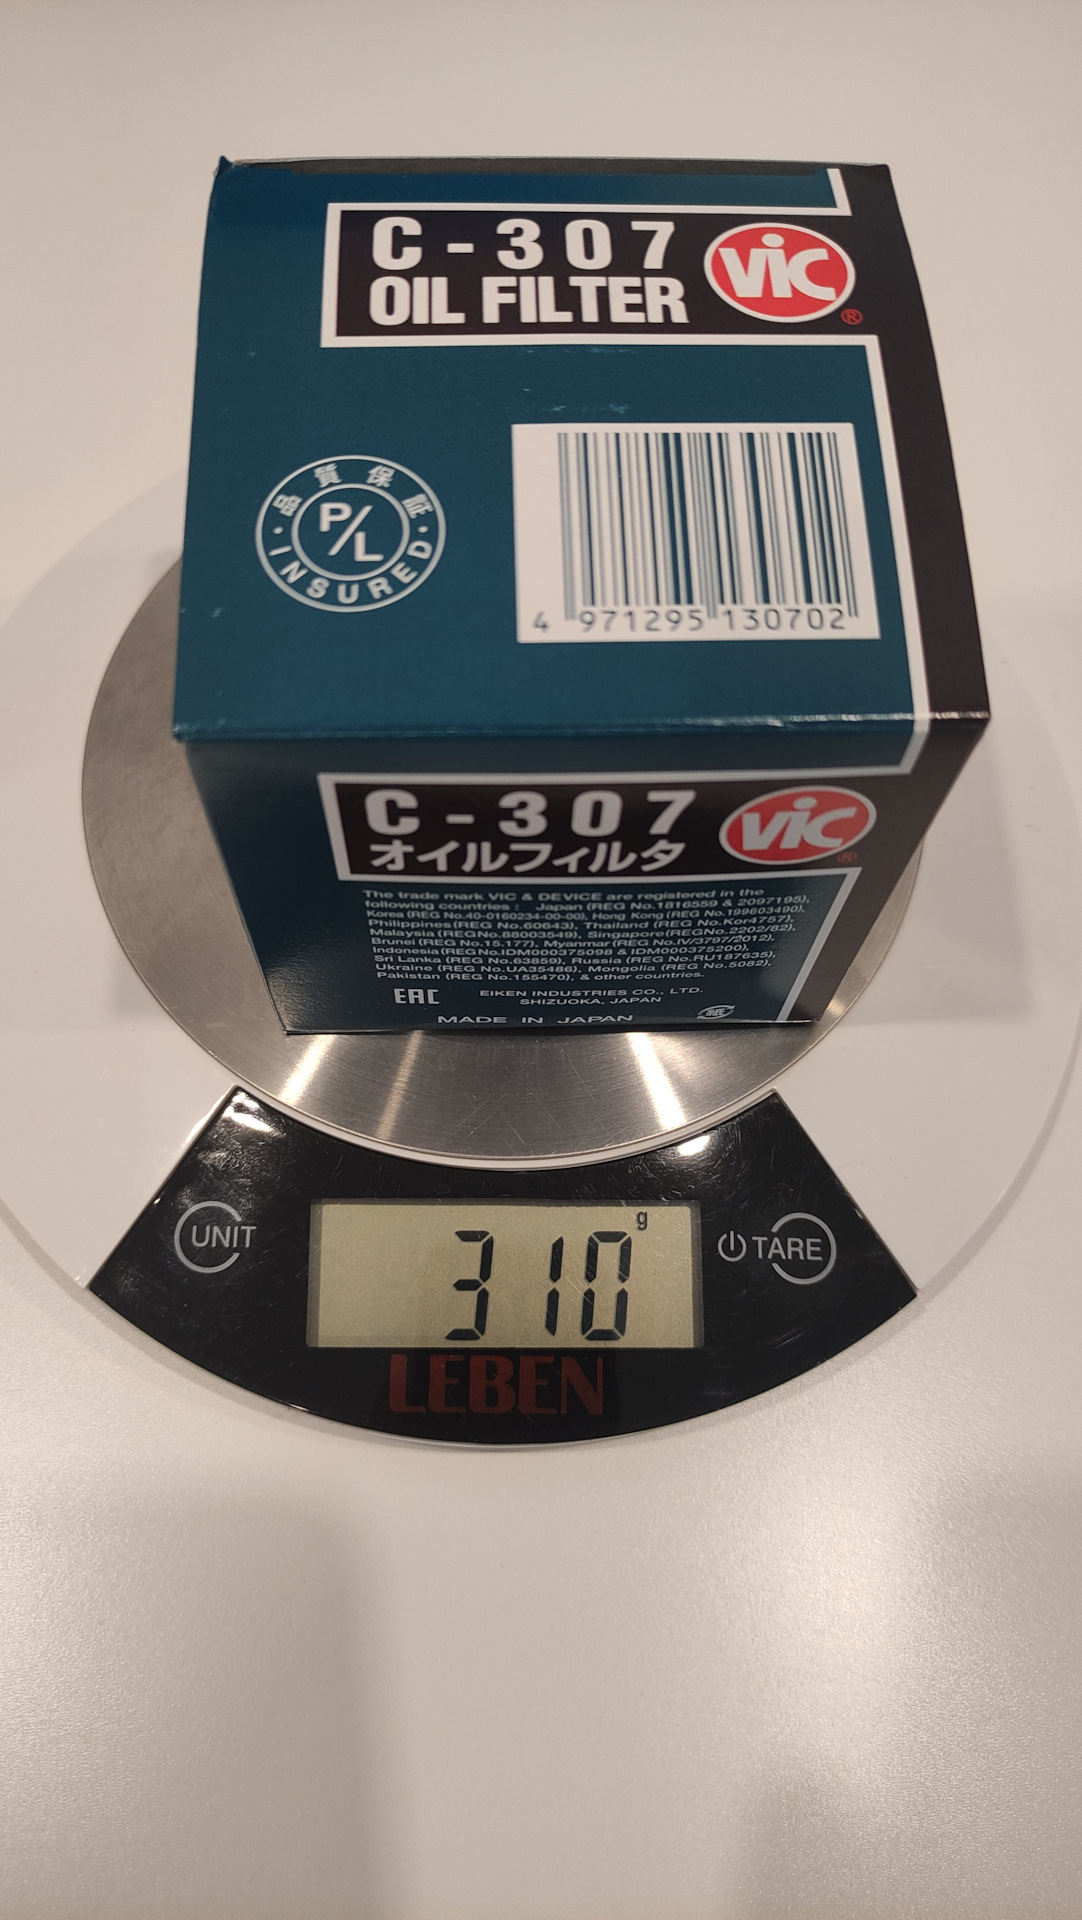 C-307
OIL FILTER
VIC
®
品質保証
P/L
· INSURED ·
4 971295 130702
C-307
オイルフィルタ
VIC
®
The trade mark VIC & DEVICE are registered in the
following countries : Japan (REG No.1816559 & 2097195),
Korea (REG No.40-0160234-00-00), Hong Kong (REG No.199603490),
Philippines (REG No.60643), Thailand (REG No.Kor4757),
Malaysia (REG No.88003549), Singapore (REG No.2202/82),
Brunei (REG No.15,177), Myanmar (REG No.IV/3797/2012),
Indonesia (REG No.IDM000375098 & IDM000375200),
Sri Lanka (REG No.63859), Russia (REG No.RU187635),
Ukraine (REG No.UA35486), Mongolia (REG No.5082),
Pakistan (REG No.155470), & other countries.
EAC
EIKEN INDUSTRIES CO., LTD.
SHIZUOKA, JAPAN
MADE IN JAPAN
紙
UNIT
310 g
TARE
LEBEN